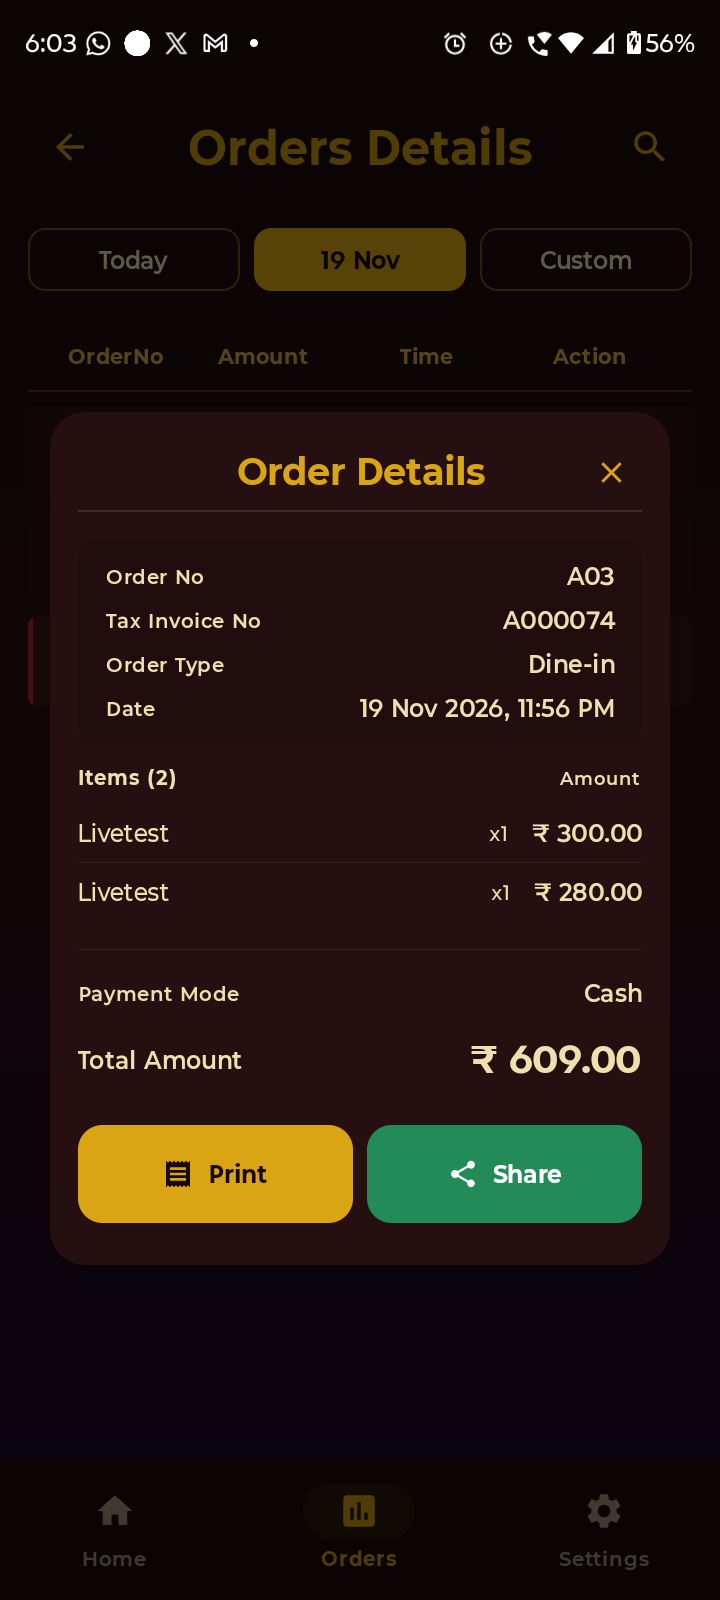 6:03 56%
Orders Details
Today 19 Nov Custom
OrderNo Amount Time Action
Order Details
Order No A03
Tax Invoice No A000074
Order Type Dine-in
Date 19 Nov 2026, 11:56 PM
Items (2) Amount
Livetest x1 ₹ 300.00
Livetest x1 ₹ 280.00
Payment Mode Cash
Total Amount ₹ 609.00
Print Share
Home Orders Settings